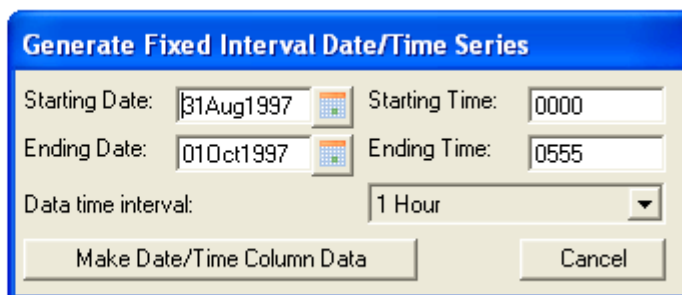 Generate Fixed Interval Date/Time Series
Starting Date: 31Aug1997 Starting Time: 0000
Ending Date: 01Oct1997 Ending Time: 0555
Data time interval: 1 Hour
Make Date/Time Column Data Cancel